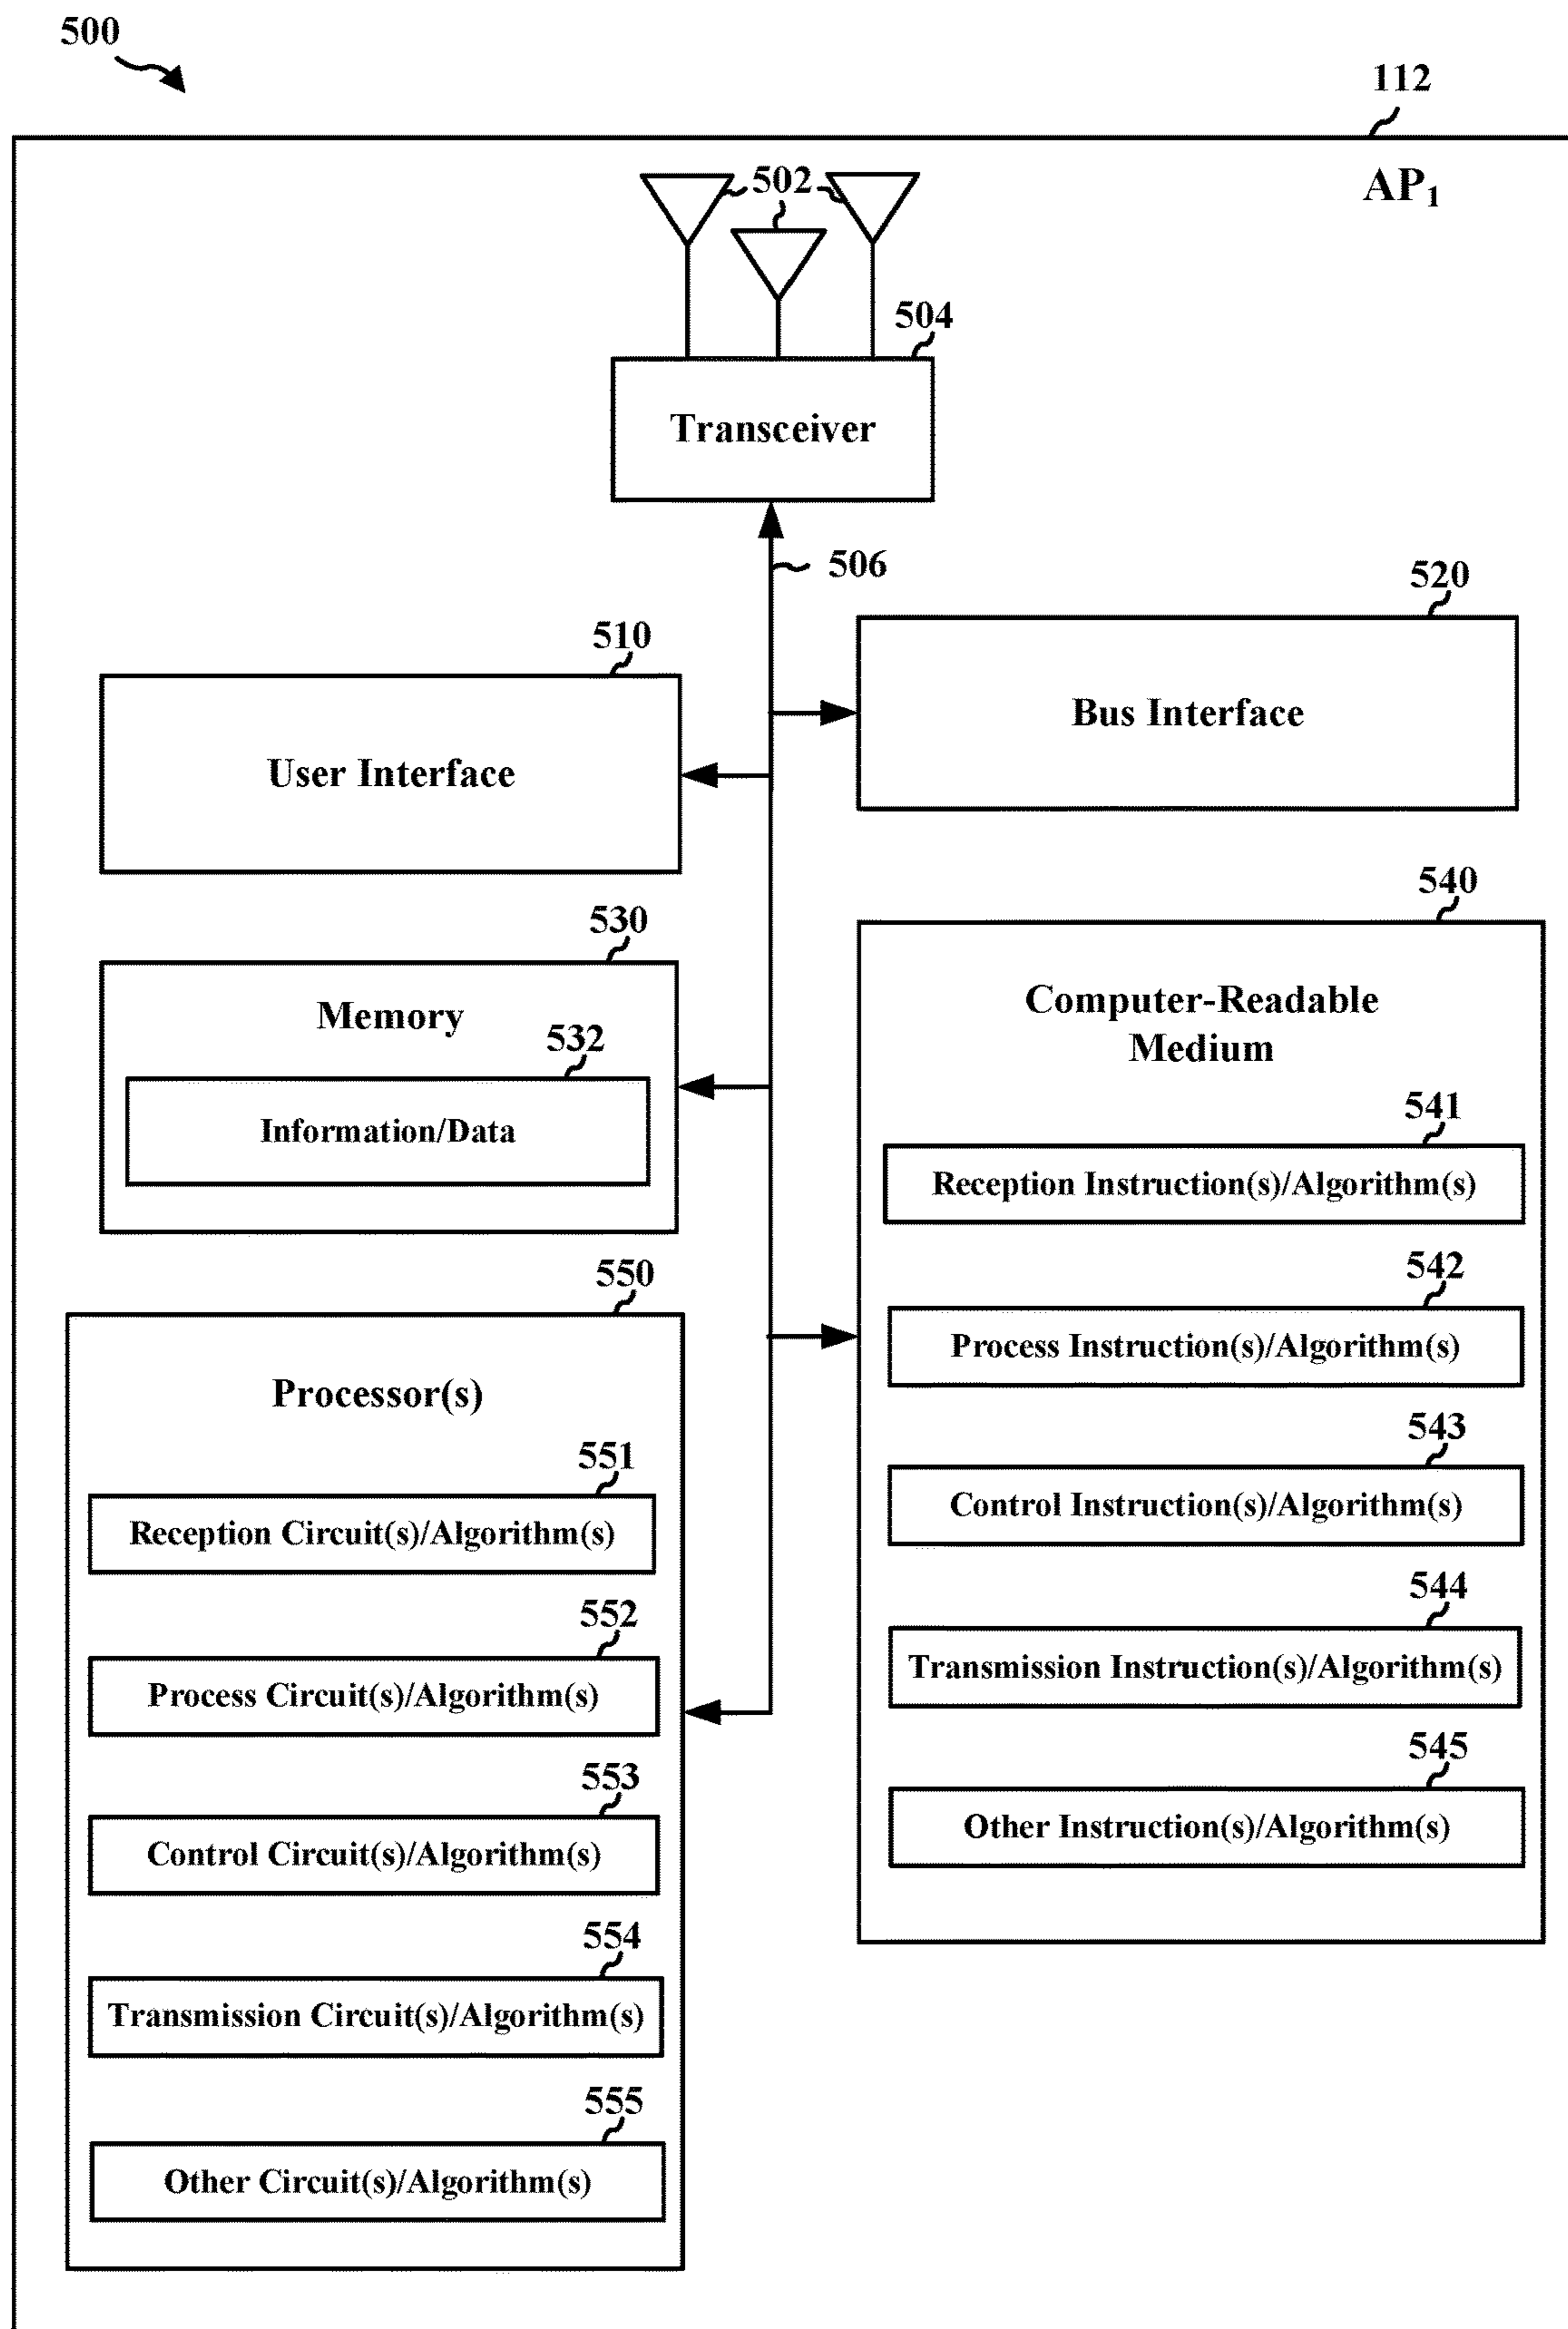 500
112
AP1
502
504
Transceiver
506
520
Bus Interface
510
User Interface
530
Memory
532
Information/Data
540
Computer-Readable
Medium
541
Reception Instruction(s)/Algorithm(s)
542
Process Instruction(s)/Algorithm(s)
543
Control Instruction(s)/Algorithm(s)
544
Transmission Instruction(s)/Algorithm(s)
545
Other Instruction(s)/Algorithm(s)
550
Processor(s)
551
Reception Circuit(s)/Algorithm(s)
552
Process Circuit(s)/Algorithm(s)
553
Control Circuit(s)/Algorithm(s)
554
Transmission Circuit(s)/Algorithm(s)
555
Other Circuit(s)/Algorithm(s)